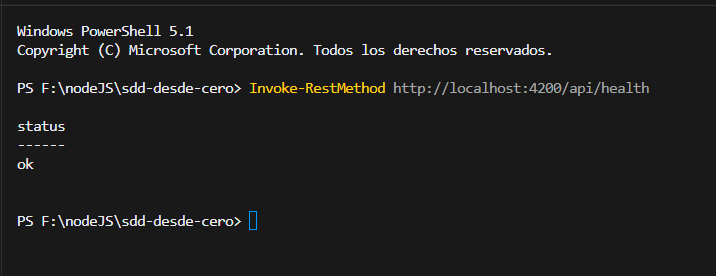 Windows PowerShell 5.1
Copyright (C) Microsoft Corporation. Todos los derechos reservados.
PS F:\nodeJS\sdd-desde-cero> Invoke-RestMethod http://localhost:4200/api/health
status
------
ok
PS F:\nodeJS\sdd-desde-cero>